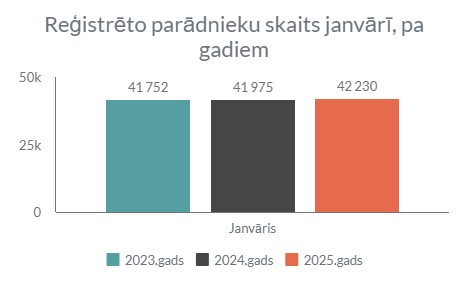 Reģistrēto parādnieku skaits janvārī, pa
gadiem
50k
41 752
41 975
42 230
25k
0
Janvāris
2023.gads 2024.gads 2025.gads